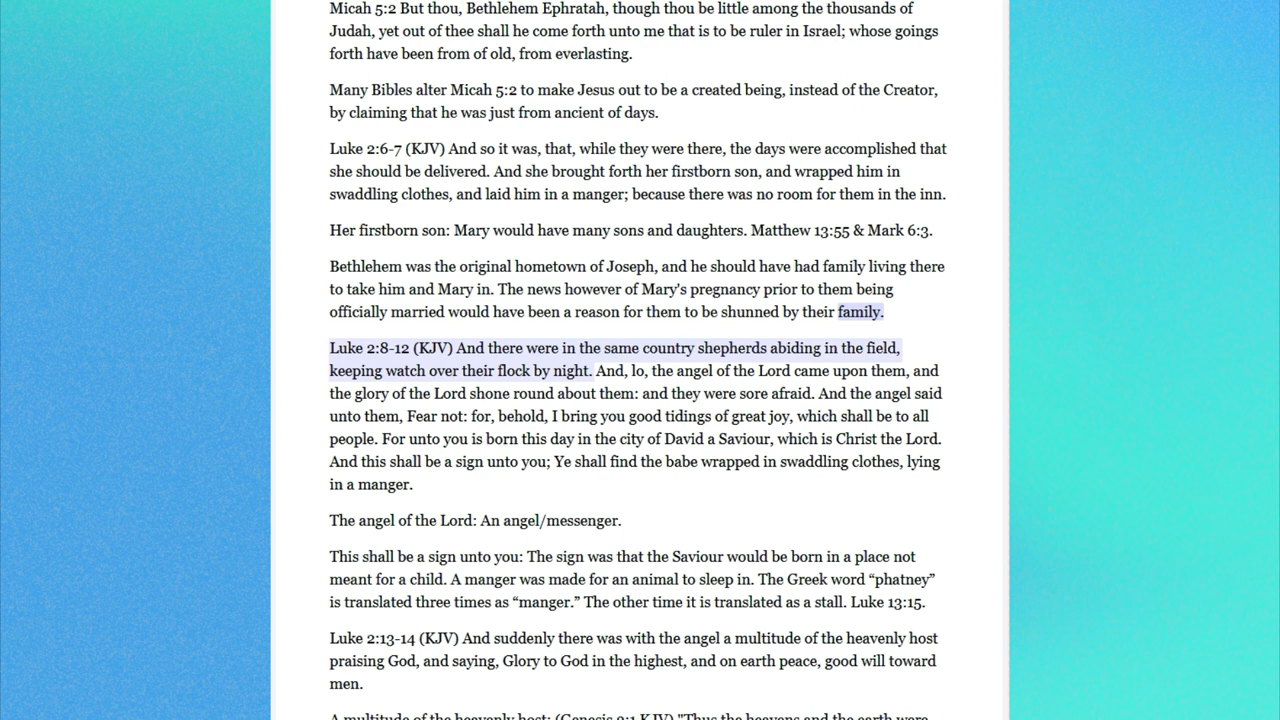 Micah 5:2 But thou, Bethlehem Ephratah, though thou be little among the thousands of
Judah, yet out of thee shall he come forth unto me that is to be ruler in Israel; whose goings
forth have been from of old, from everlasting.
Many Bibles alter Micah 5:2 to make Jesus out to be a created being, instead of the Creator,
by claiming that he was just from ancient of days.
Luke 2:6-7 (KJV) And so it was, that, while they were there, the days were accomplished that
she should be delivered. And she brought forth her firstborn son, and wrapped him in
swaddling clothes, and laid him in a manger; because there was no room for them in the inn.
Her firstborn son: Mary would have many sons and daughters. Matthew 13:55 & Mark 6:3.
Bethlehem was the original hometown of Joseph, and he should have had family living there
to take him and Mary in. The news however of Mary's pregnancy prior to them being
officially married would have been a reason for them to be shunned by their family.
Luke 2:8-12 (KJV) And there were in the same country shepherds abiding in the field,
keeping watch over their flock by night. And, lo, the angel of the Lord came upon them, and
the glory of the Lord shone round about them: and they were sore afraid. And the angel said
unto them, Fear not: for, behold, I bring you good tidings of great joy, which shall be to all
people. For unto you is born this day in the city of David a Saviour, which is Christ the Lord.
And this shall be a sign unto you; Ye shall find the babe wrapped in swaddling clothes, lying
in a manger.
The angel of the Lord: An angel/messenger.
This shall be a sign unto you: The sign was that the Saviour would be born in a place not
meant for a child. A manger was made for an animal to sleep in. The Greek word “phatney”
is translated three times as “manger.” The other time it is translated as a stall. Luke 13:15.
Luke 2:13-14 (KJV) And suddenly there was with the angel a multitude of the heavenly host
praising God, and saying, Glory to God in the highest, and on earth peace, good will toward
men.
A multitude of the heavenly host: (Genesis 2:1 KJV) "Thus the heavens and the earth were